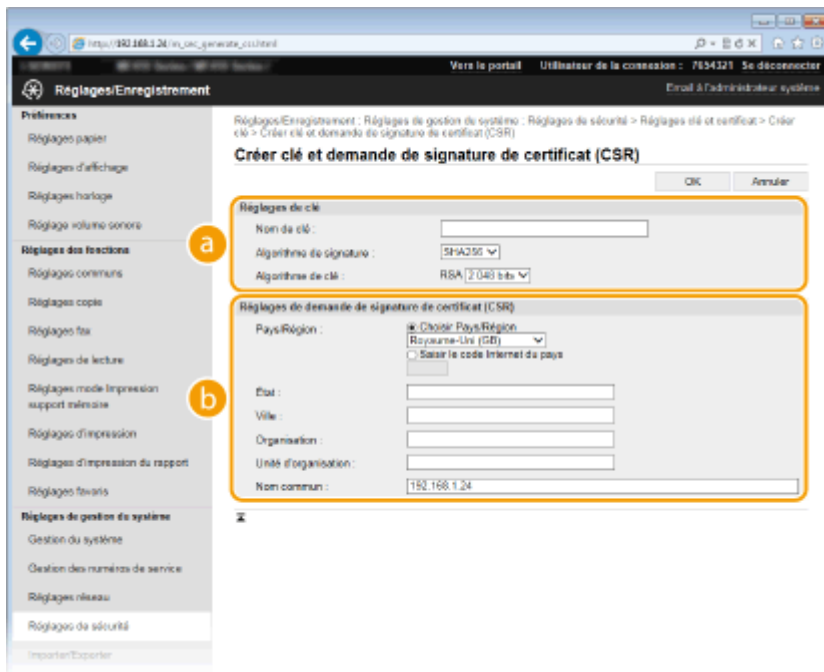 http://192.168.1.24/m_sec_generate_csr.html
Vers le portail Utilisateur de la connexion : 7654321 Se déconnecter
Réglages/Enregistrement
Email à l'administrateur système
Préférences
Réglages papier
Réglages d'affichage
Réglages horloge
Réglage volume sonore
Réglages des fonctions
Réglages communs
Réglages copie
Réglages fax
Réglages de lecture
Réglages mode Impression
support mémoire
Réglages d'impression
Réglages d'impression du rapport
Réglages favoris
Réglages de gestion du système
Gestion du système
Gestion des numéros de service
Réglages réseau
Réglages de sécurité
Importer/Exporter
Réglages/Enregistrement : Réglages de gestion de système : Réglages de sécurité > Réglages clé et certificat > Créer
clé > Créer clé et demande de signature de certificat (CSR)
Créer clé et demande de signature de certificat (CSR)
OK Annuler
a
Réglages de clé
Nom de clé :
Algorithme de signature : SHA256
Algorithme de clé : RSA 2 048 bits
b
Réglages de demande de signature de certificat (CSR)
Pays/Région : Choisir Pays/Région
Royaume-Uni (GB)
Saisir le code Internet du pays
État :
Ville :
Organisation :
Unité d'organisation :
Nom commun : 192.168.1.24